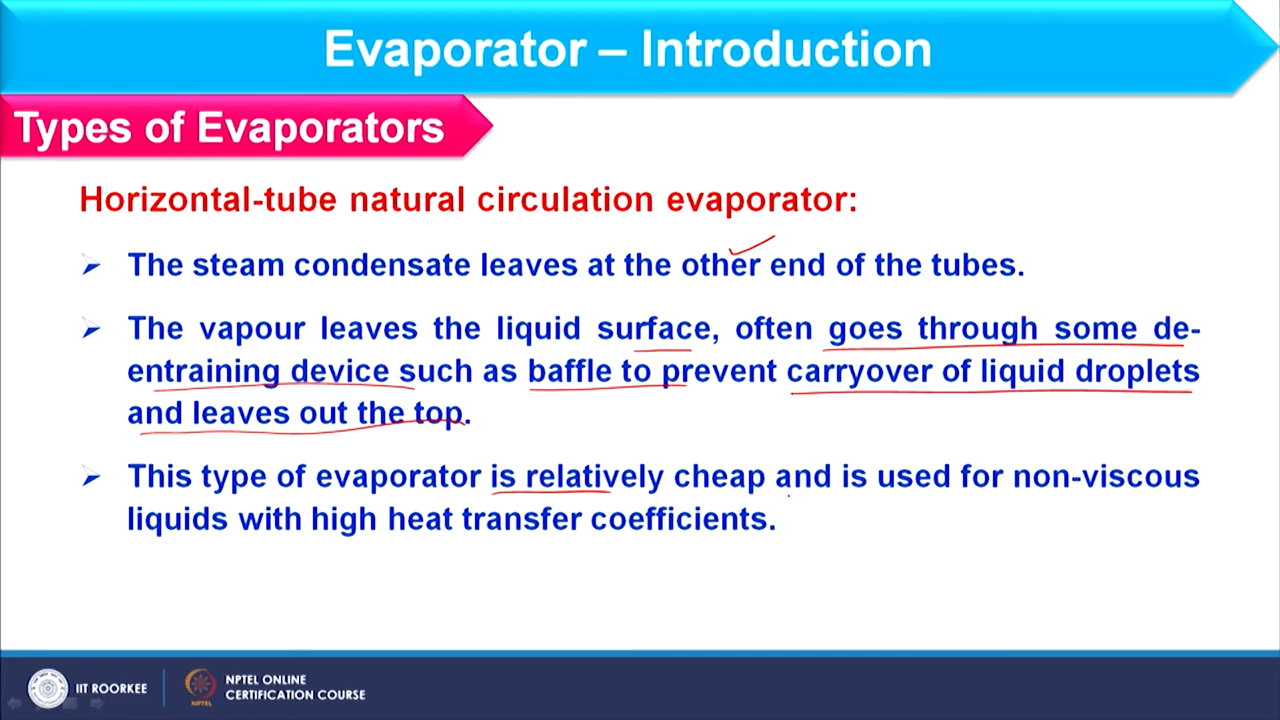 Evaporator – Introduction
Types of Evaporators
Horizontal-tube natural circulation evaporator:
The steam condensate leaves at the other end of the tubes.
The vapour leaves the liquid surface, often goes through some de-
entraining device such as baffle to prevent carryover of liquid droplets
and leaves out the top.
This type of evaporator is relatively cheap and is used for non-viscous
liquids with high heat transfer coefficients.
IIT ROORKEE
NPTEL
NPTEL ONLINE
CERTIFICATION COURSE